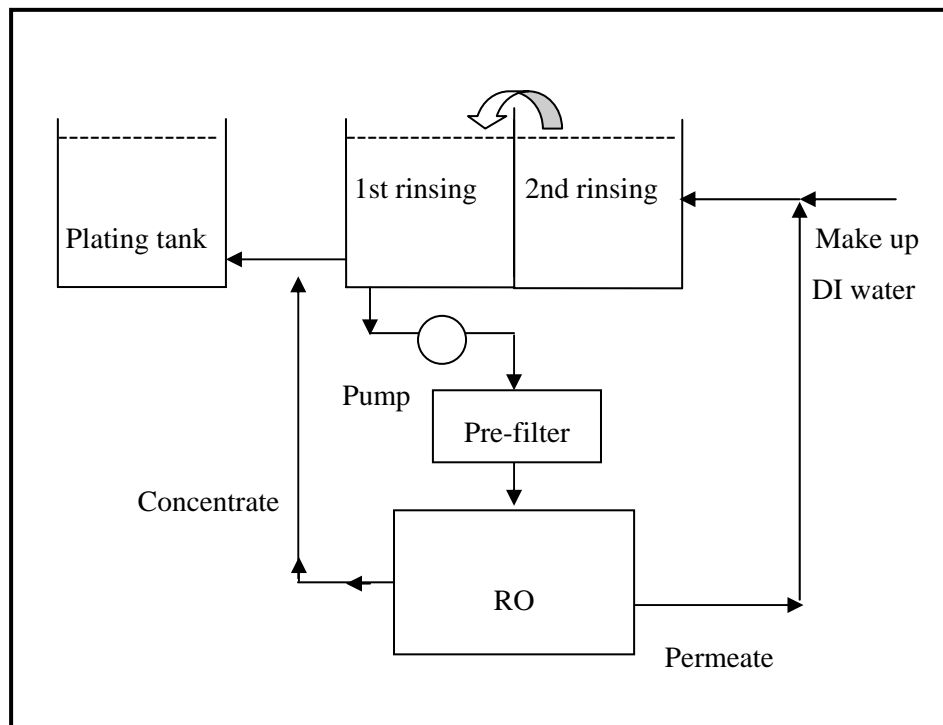 1st rinsing
2nd rinsing
Plating tank
Make up
DI water
Pump
Pre-filter
Concentrate
RO
Permeate